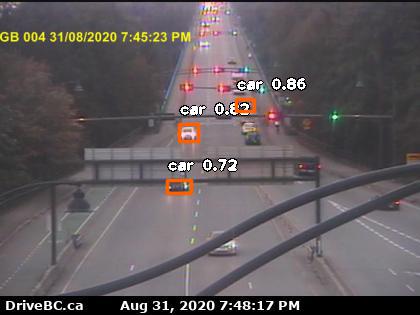 GB 004 31/08/2020 7:45:23 PM
car 0.86
car 0.82
car 0.72
DriveBC.ca Aug 31, 2020 7:48:17 PM